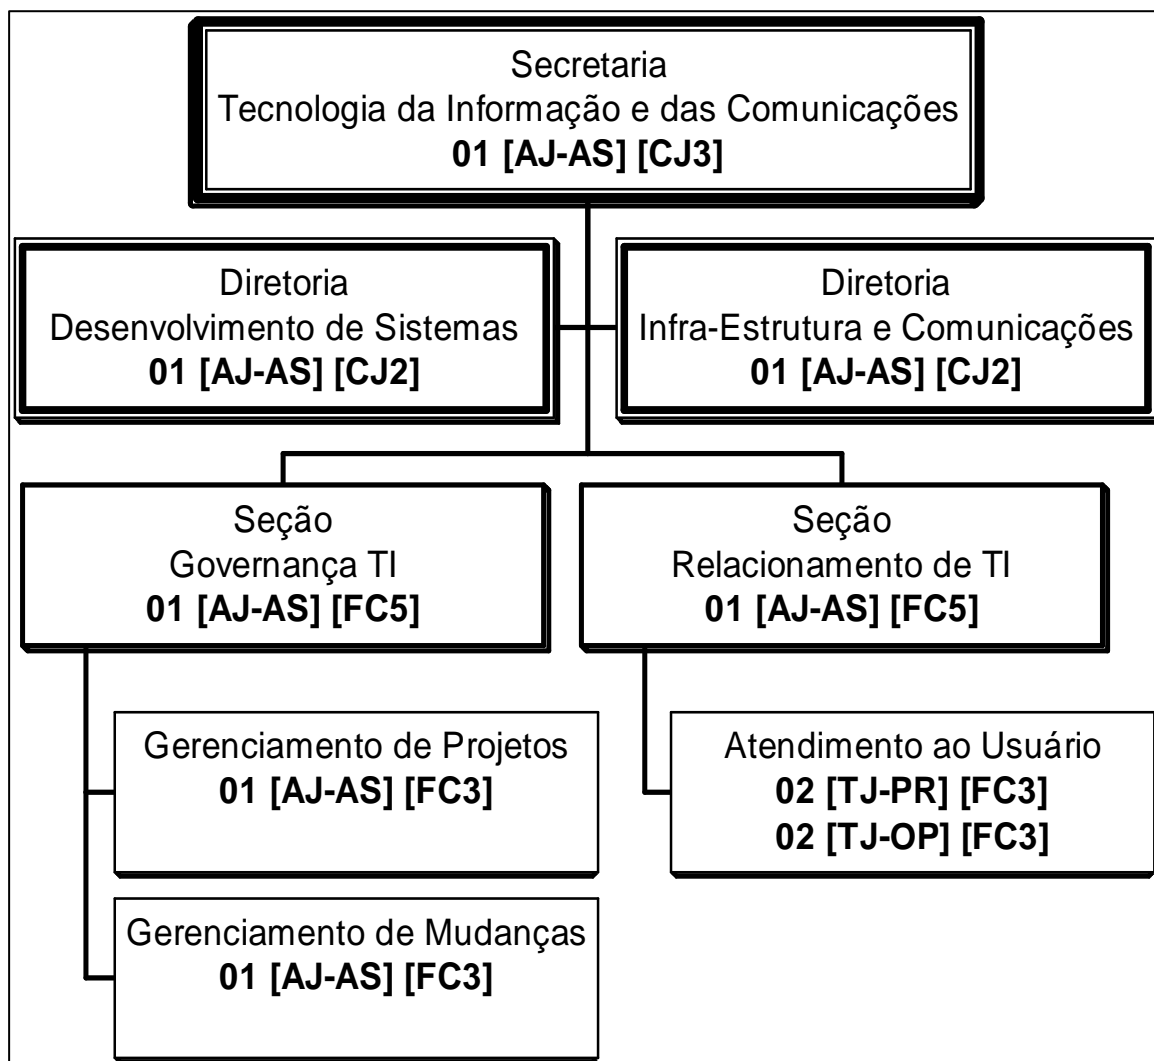 Secretaria
Tecnologia da Informação e das Comunicações
01 [AJ-AS] [CJ3]
Diretoria
Desenvolvimento de Sistemas
01 [AJ-AS] [CJ2]
Diretoria
Infra-Estrutura e Comunicações
01 [AJ-AS] [CJ2]
Seção
Governança TI
01 [AJ-AS] [FC5]
Seção
Relacionamento de TI
01 [AJ-AS] [FC5]
Gerenciamento de Projetos
01 [AJ-AS] [FC3]
Atendimento ao Usuário
02 [TJ-PR] [FC3]
02 [TJ-OP] [FC3]
Gerenciamento de Mudanças
01 [AJ-AS] [FC3]